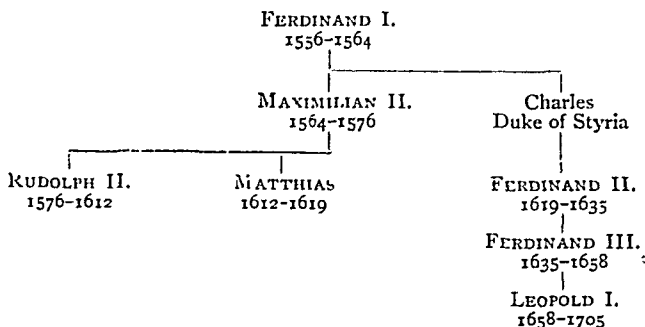 FERDINAND I.
1556-1564
MAXIMILIAN II.
1564-1576
Charles
Duke of Styria
RUDOLPH II.
1576-1612
MATTHIAS
1612-1619
FERDINAND II.
1619-1635
FERDINAND III.
1635-1658
LEOPOLD I.
1658-1705